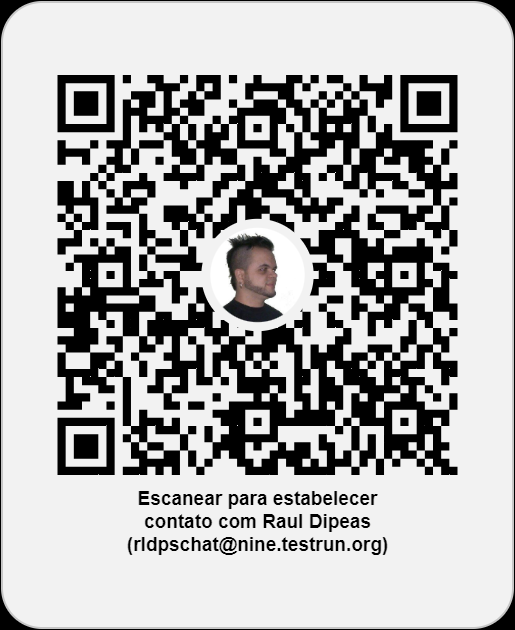 Escanear para estabelecer
contato com Raul Dipeas
(rldpschat@nine.testrun.org)